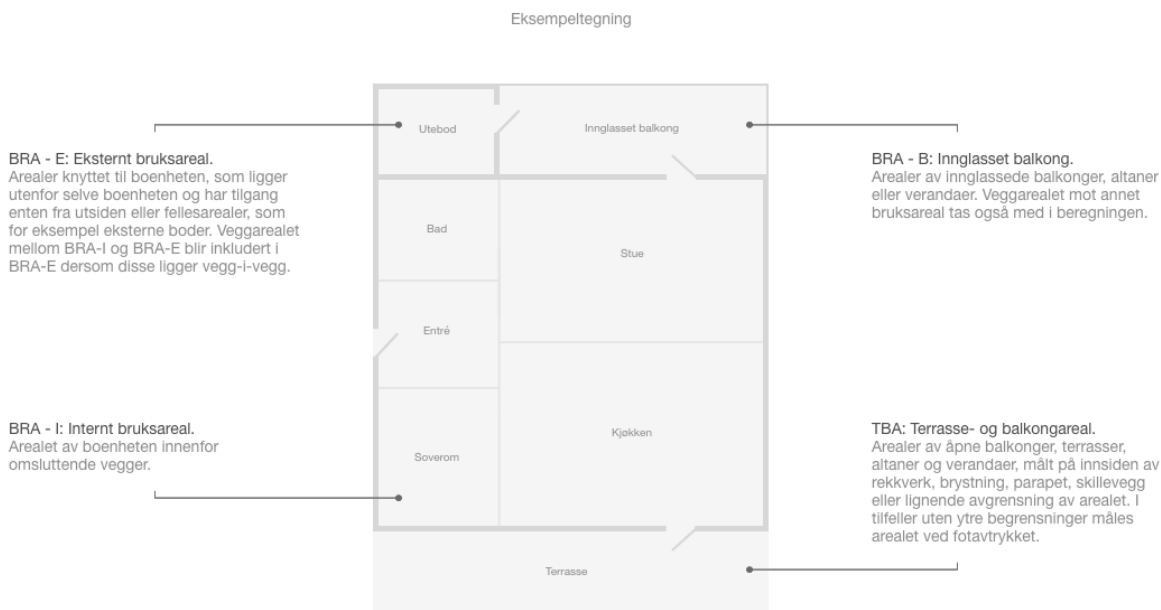 Eksempeltegning
Utebod
Innglasset balkong
BRA - E: Eksternt bruksareal.
Arealer knyttet til boenheten, som ligger
utenfor selve boenheten og har tilgang
enten fra utsiden eller fellesarealer, som
for eksempel eksterne boder. Veggarealet
mellom BRA-I og BRA-E blir inkludert i
BRA-E dersom disse ligger vegg-i-vegg.
BRA - B: Innglasset balkong.
Arealer av innglassede balkonger, altaner
eller verandaer. Veggarealet mot annet
bruksareal tas også med i beregningen.
Bad
Stue
Entré
BRA - I: Internt bruksareal.
Arealet av boenheten innenfor
omsluttende vegger.
Soverom
Kjøkken
TBA: Terrasse- og balkongareal.
Arealer av åpne balkonger, terrasser,
altaner og verandaer, målt på innsiden av
rekkverk, brystning, parapet, skillevegg
eller lignende avgrensning av arealet. I
tilfeller uten ytre begrensninger måles
arealet ved fotavtrykket.
Terrasse